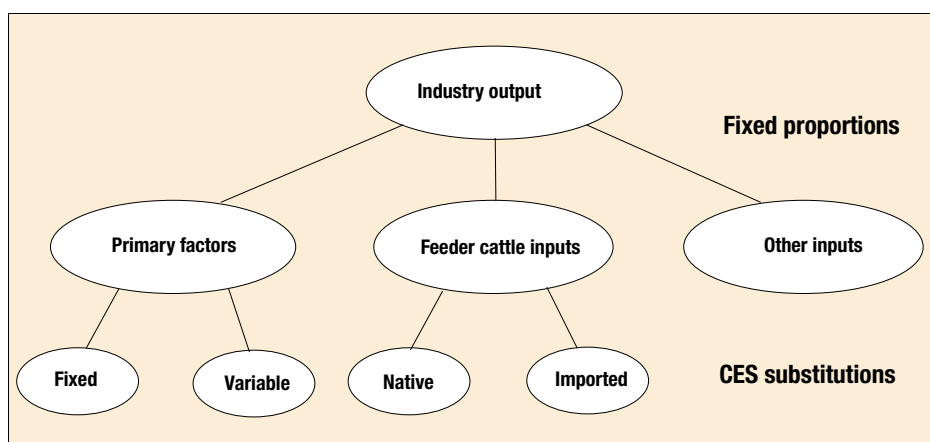 Industry output
Fixed proportions
Primary factors
Feeder cattle inputs
Other inputs
Fixed
Variable
Native
Imported
CES substitutions